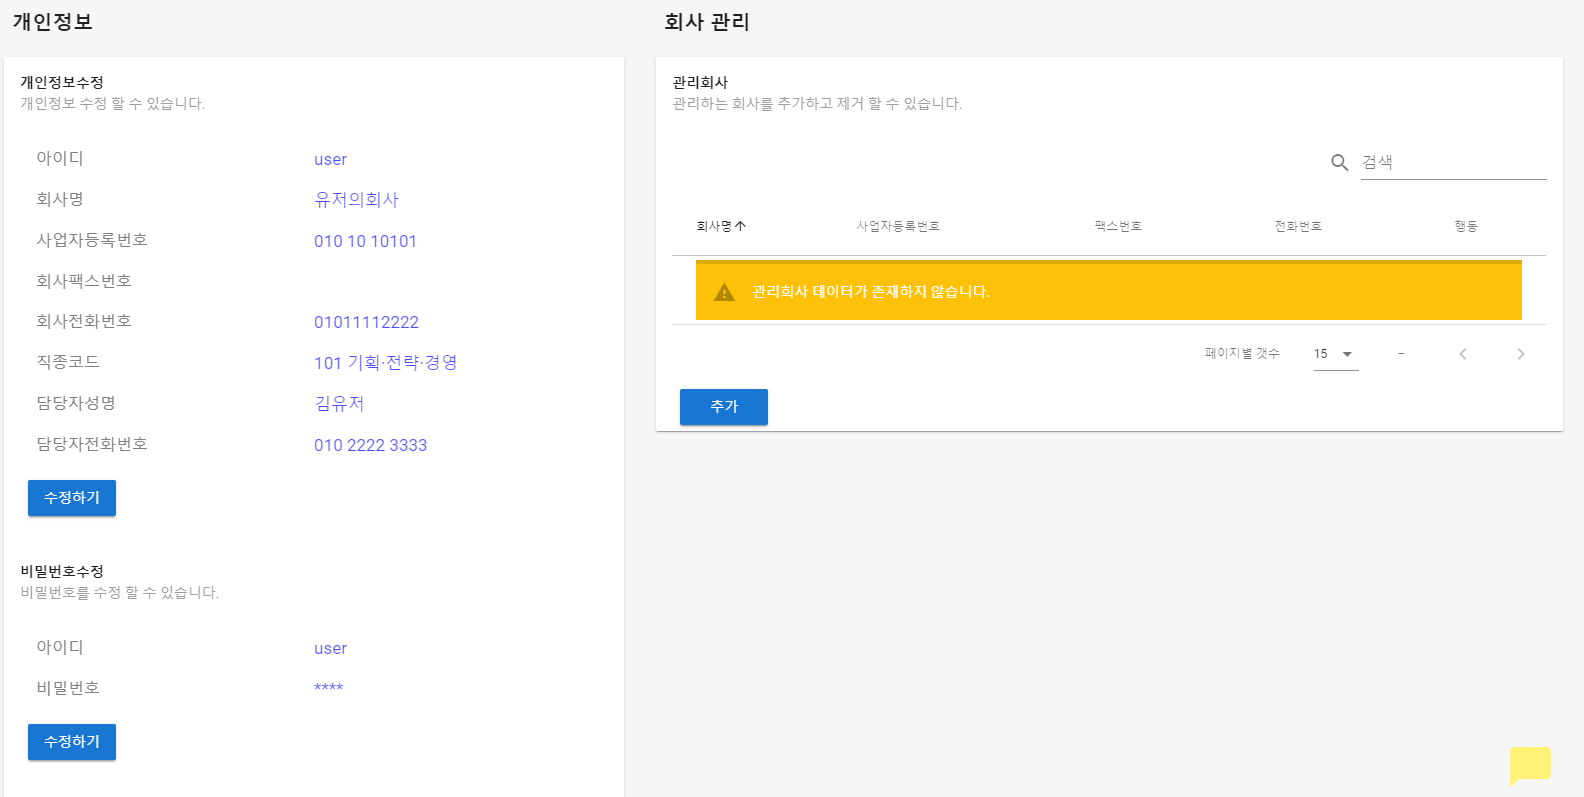 개인정보
개인정보수정
개인정보 수정 할 수 있습니다.
아이디 user
회사명 유저의회사
사업자등록번호 010 10 10101
회사팩스번호
회사전화번호 01011112222
직종코드 101 기획·전략·경영
담당자성명 김유저
담당자전화번호 010 2222 3333
수정하기
비밀번호수정
비밀번호를 수정 할 수 있습니다.
아이디 user
비밀번호 ****
수정하기
회사 관리
관리회사
관리하는 회사를 추가하고 제거 할 수 있습니다.
검색
회사명 사업자등록번호 팩스번호 전화번호 행동
관리회사 데이터가 존재하지 않습니다.
페이지별 갯수 15 –
추가